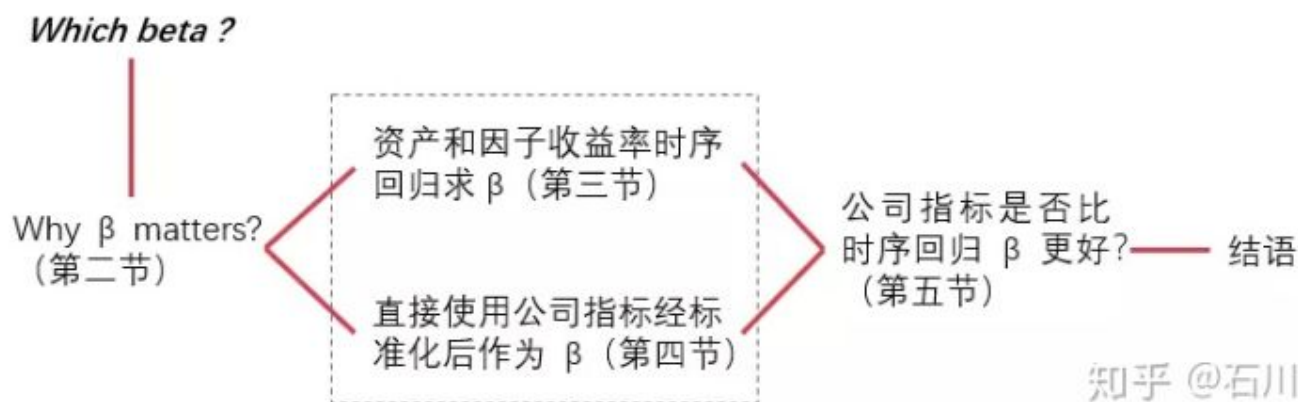 Which beta ?
Why β matters?
（第二节）
资产和因子收益率时序
回归求 β（第三节）
直接使用公司指标经标
准化后作为 β（第四节）
公司指标是否比
时序回归 β 更好?
（第五节）
结语
知乎 @石川